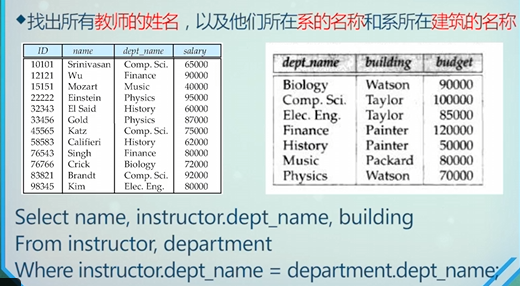 ◆找出所有教师的姓名，以及他们所在系的名称和系所在建筑的名称
ID name dept_name salary
10101 Srinivasan Comp. Sci. 65000
12121 Wu Finance 90000
15151 Mozart Music 40000
22222 Einstein Physics 95000
32343 El Said History 60000
33456 Gold Physics 87000
45565 Katz Comp. Sci. 75000
58583 Califieri History 62000
76543 Singh Finance 80000
76766 Crick Biology 72000
83821 Brandt Comp. Sci. 92000
98345 Kim Elec. Eng. 80000
dept_name building budget
Biology Watson 90000
Comp. Sci. Taylor 100000
Elec. Eng. Taylor 85000
Finance Painter 120000
History Painter 50000
Music Packard 80000
Physics Watson 70000
Select name, instructor.dept_name, building
From instructor, department
Where instructor.dept_name = department.dept_name;